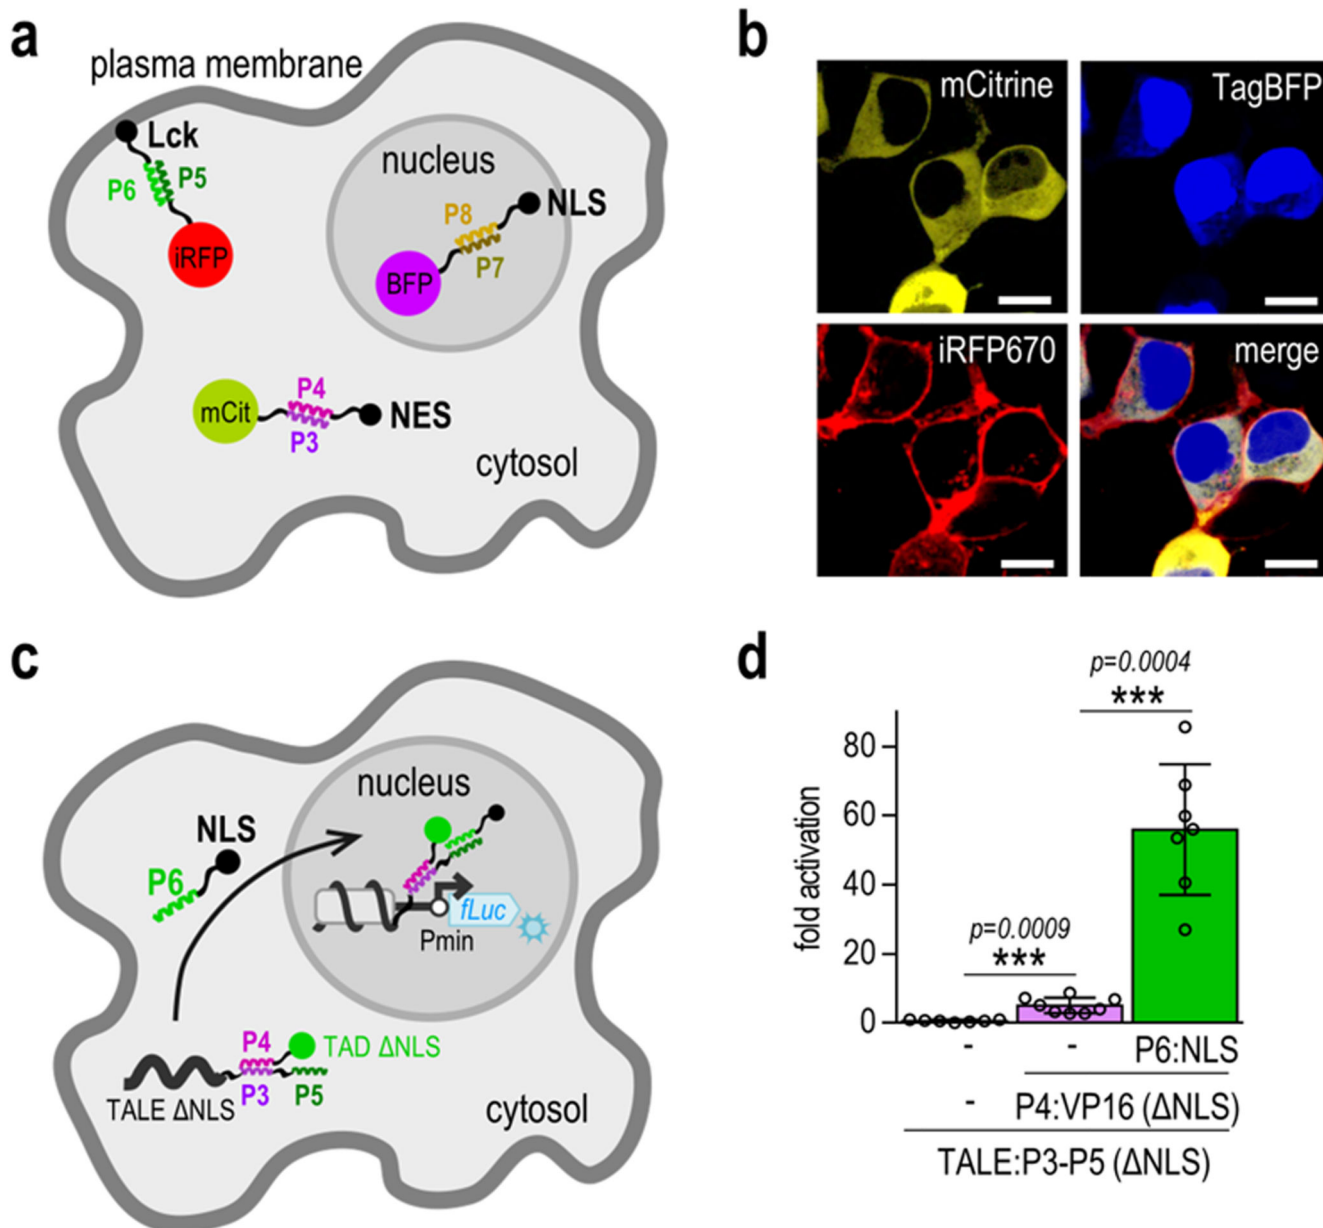 a
plasma membrane
Lck
P6 P5
iRFP
nucleus
NLS
P8
P7
BFP
mCit
P4
P3
NES
cytosol
b
mCitrine
TagBFP
iRFP670
merge
c
nucleus
NLS
P6
fLuc
Pmin
P4
TAD ΔNLS
P3
P5
TALE ΔNLS
cytosol
d
p=0.0004
***
p=0.0009
***
fold activation
80
60
40
20
0
- - P6:NLS
- P4:VP16 (ΔNLS)
TALE:P3-P5 (ΔNLS)